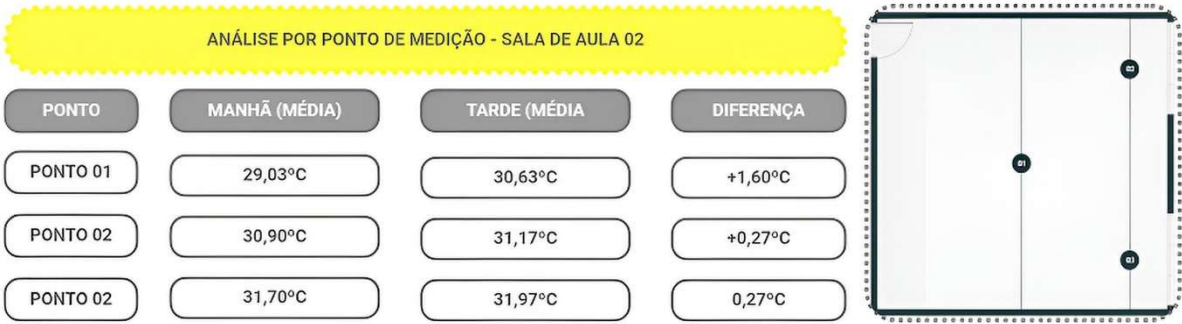 ANÁLISE POR PONTO DE MEDIÇÃO - SALA DE AULA 02
PONTO MANHÃ (MÉDIA) TARDE (MÉDIA DIFERENÇA
PONTO 01 29,03ºC 30,63ºC +1,60ºC
PONTO 02 30,90ºC 31,17ºC +0,27ºC
PONTO 02 31,70ºC 31,97ºC 0,27ºC
01